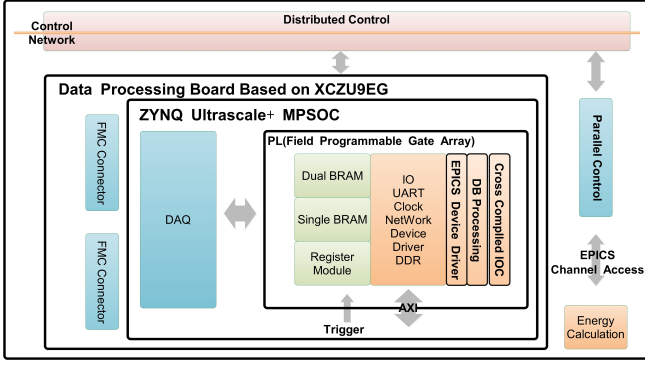 Distributed Control
Control
Network
Data Processing Board Based on XCZU9EG
ZYNQ Ultrascale+ MPSOC
PL(Field Programmable Gate Array)
FMC Connector
FMC Connector
DAQ
Dual BRAM
Single BRAM
Register
Module
IO
UART
Clock
NetWork
Device
Driver
DDR
EPICS Device Driver
DB Processing
Cross Complled IOC
AXI
Trigger
Parallel Control
EPICS
Channel Access
Energy
Calculation